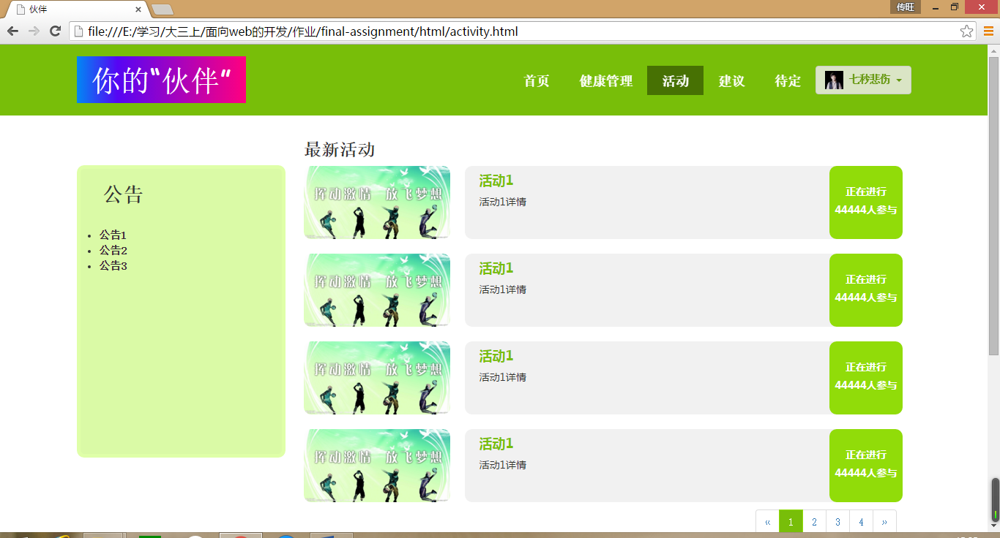 伙伴
传旺
file:///E:/学习/大三上/面向web的开发/作业/final-assignment/html/activity.html
你的“伙伴”
首页 健康管理 活动 建议 待定 七秒悲伤
最新活动
公告
公告1
公告2
公告3
挥动激情 放飞梦想
活动1
活动1详情
正在进行
44444人参与
挥动激情 放飞梦想
活动1
活动1详情
正在进行
44444人参与
挥动激情 放飞梦想
活动1
活动1详情
正在进行
44444人参与
挥动激情 放飞梦想
活动1
活动1详情
正在进行
44444人参与
« 1 2 3 4 »